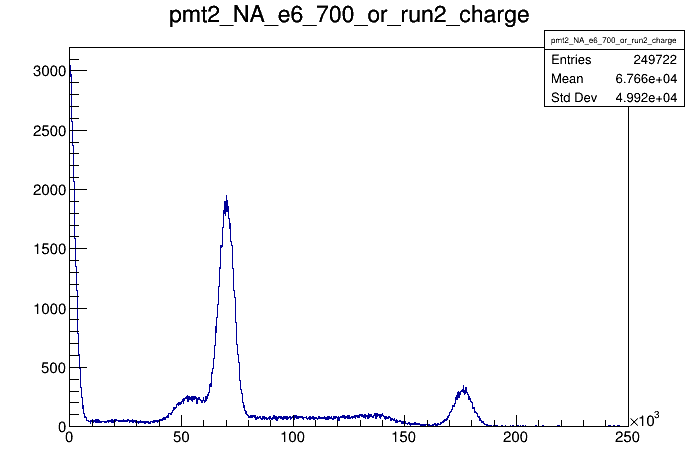 pmt2_NA_e6_700_or_run2_charge
pmt2_NA_e6_700_or_run2_charge
Entries 249722
Mean 6.766e+04
Std Dev 4.992e+04
3000
2500
2000
1500
1000
500
0
0 50 100 150 200 250
×10³